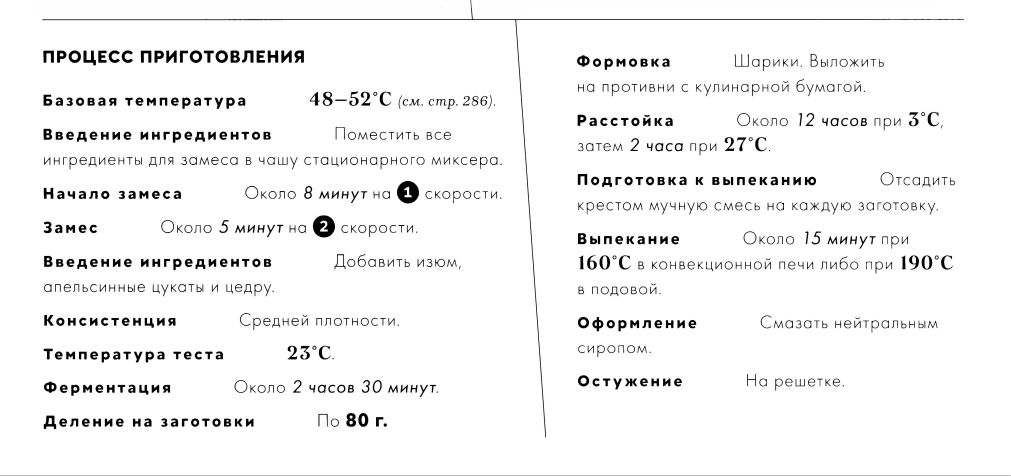 ПРОЦЕСС ПРИГОТОВЛЕНИЯ
Базовая температура 48–52°C (см. стр. 286).
Введение ингредиентов Поместить все
ингредиенты для замеса в чашу стационарного миксера.
Начало замеса Около 8 минут на 1 скорости.
Замес Около 5 минут на 2 скорости.
Введение ингредиентов Добавить изюм,
апельсинные цукаты и цедру.
Консистенция Средней плотности.
Температура теста 23°C.
Ферментация Около 2 часов 30 минут.
Деление на заготовки По 80 г.
Формовка Шарики. Выложить
на противни с кулинарной бумагой.
Расстойка Около 12 часов при 3°C,
затем 2 часа при 27°C.
Подготовка к выпеканию Отсадить
крестом мучную смесь на каждую заготовку.
Выпекание Около 15 минут при
160°C в конвекционной печи либо при 190°C
в подовой.
Оформление Смазать нейтральным
сиропом.
Остужение На решетке.